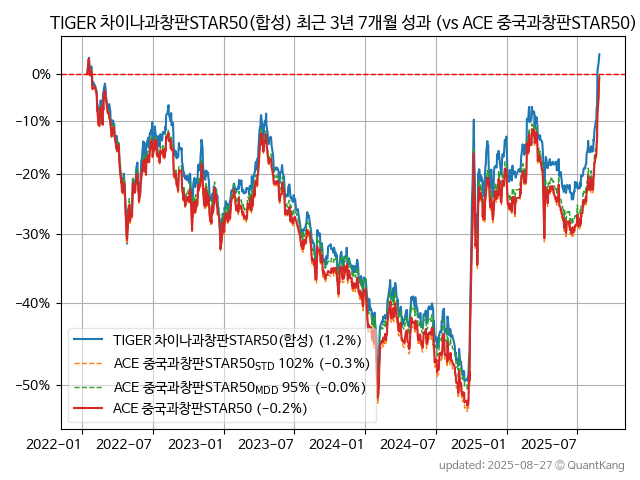 TIGER 차이나과창판STAR50(합성) 최근 3년 7개월 성과 (vs ACE 중국과창판STAR50)
0%
−10%
−20%
−30%
−40%
−50%
TIGER 차이나과창판STAR50(합성) (1.2%)
ACE 중국과창판STAR50STD 102% (−0.3%)
ACE 중국과창판STAR50MDD 95% (−0.0%)
ACE 중국과창판STAR50 (−0.2%)
2022-01 2022-07 2023-01 2023-07 2024-01 2024-07 2025-01 2025-07
updated: 2025-08-27 © QuantKang